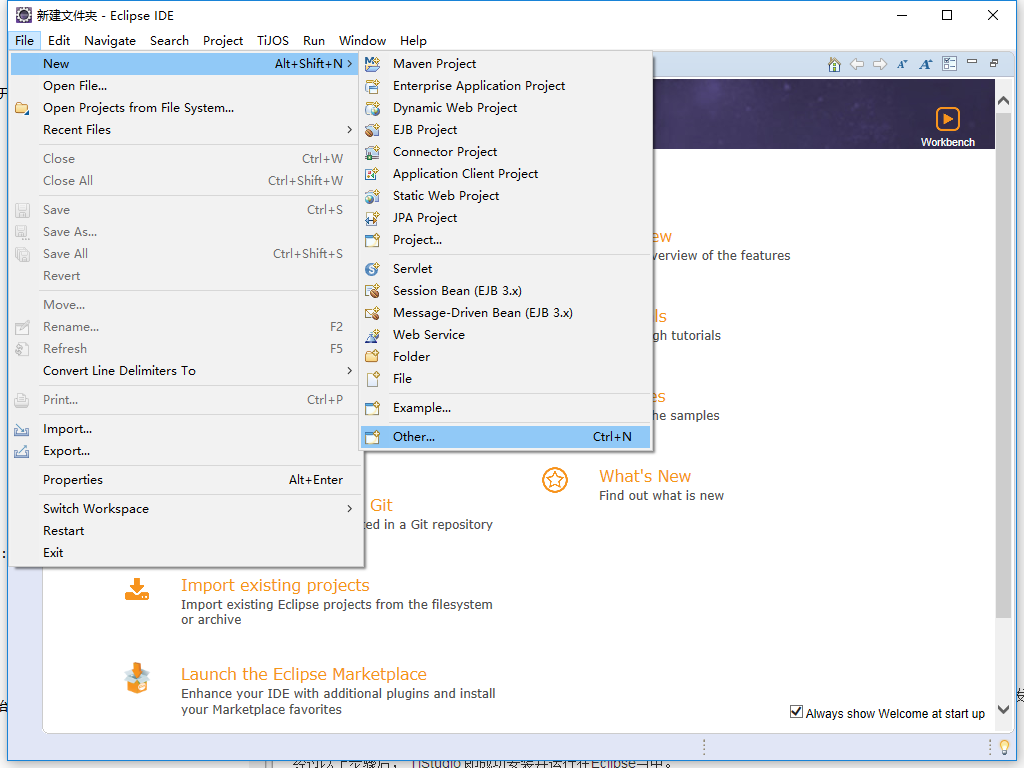 新建文件夹 - Eclipse IDE
File Edit Navigate Search Project TiJOS Run Window Help
New Alt+Shift+N
Open File...
Open Projects from File System...
Recent Files
Close Ctrl+W
Close All Ctrl+Shift+W
Save Ctrl+S
Save As...
Save All Ctrl+Shift+S
Revert
Move...
Rename... F2
Refresh F5
Convert Line Delimiters To
Print... Ctrl+P
Import...
Export...
Properties Alt+Enter
Switch Workspace
Restart
Exit
Maven Project
Enterprise Application Project
Dynamic Web Project
EJB Project
Connector Project
Application Client Project
Static Web Project
JPA Project
Project...
Servlet
Session Bean (EJB 3.x)
Message-Driven Bean (EJB 3.x)
Web Service
Folder
File
Example...
Other... Ctrl+N
Workbench
verview of the features
gh tutorials
he samples
What's New
Find out what is new
Git
ed in a Git repository
Import existing projects
Import existing Eclipse projects from the filesystem
or archive
Launch the Eclipse Marketplace
Enhance your IDE with additional plugins and install
your Marketplace favorites
Always show Welcome at start up